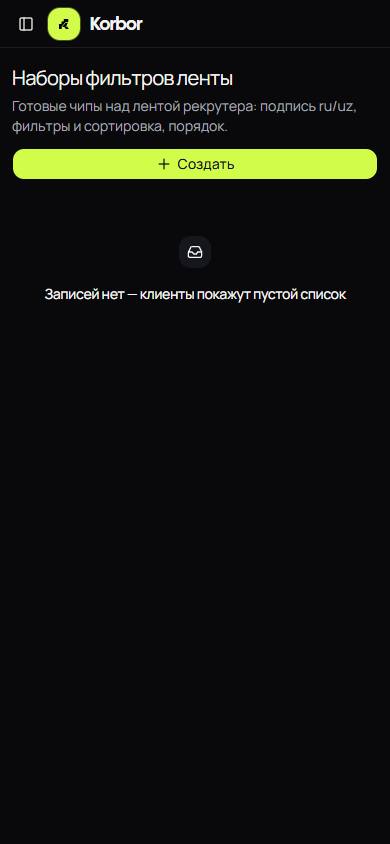 Korbor
Наборы фильтров ленты
Готовые чипы над лентой рекрутера: подпись ru/uz,
фильтры и сортировка, порядок.
+ Создать
Записей нет — клиенты покажут пустой список